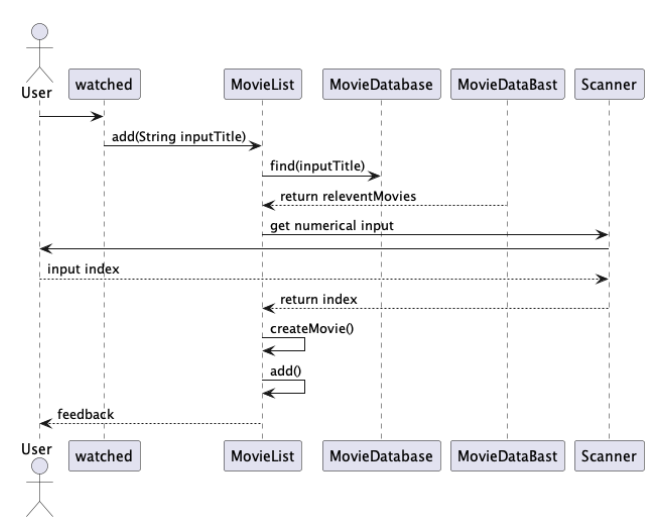 User
watched
MovieList
MovieDatabase
MovieDataBast
Scanner
add(String inputTitle)
find(inputTitle)
return releventMovies
get numerical input
input index
return index
createMovie()
add()
feedback
User
watched
MovieList
MovieDatabase
MovieDataBast
Scanner